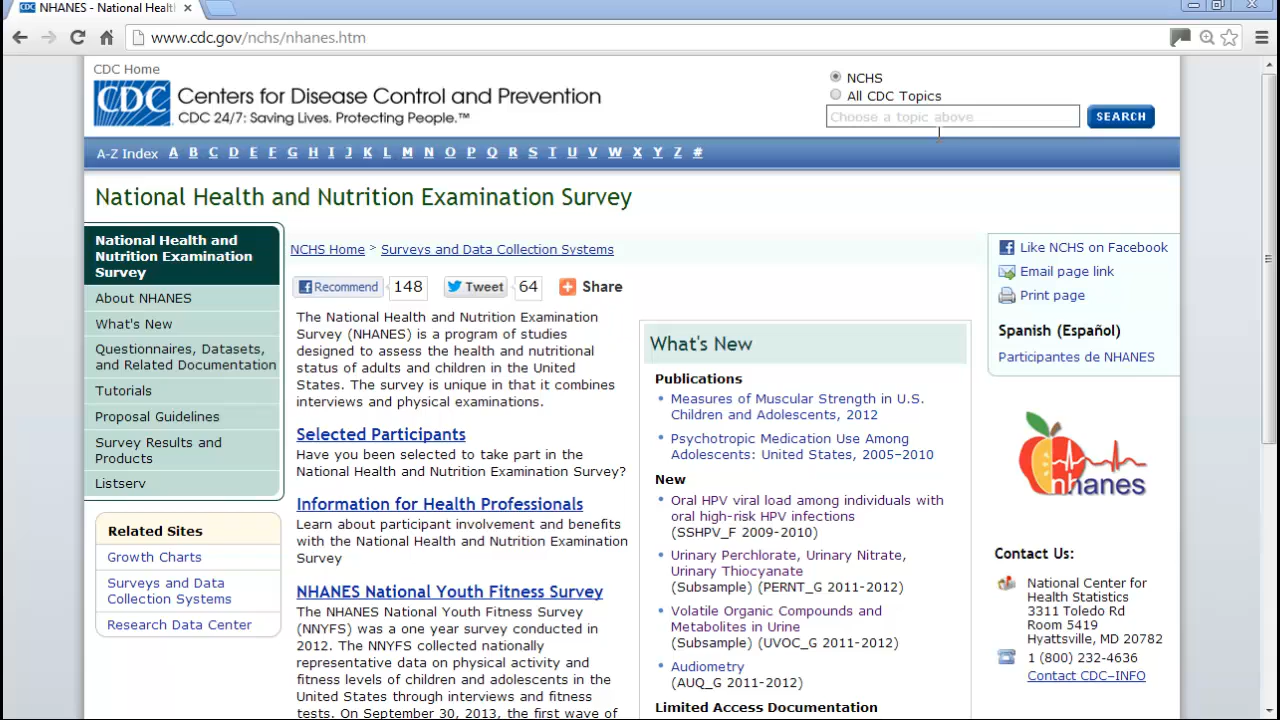 NHANES - National Healt
www.cdc.gov/nchs/nhanes.htm
CDC Home
CDC
Centers for Disease Control and Prevention
CDC 24/7: Saving Lives. Protecting People.™
NCHS
All CDC Topics
Choose a topic above
SEARCH
A-Z Index A B C D E F G H I J K L M N O P Q R S T U V W X Y Z #
National Health and Nutrition Examination Survey
National Health and
Nutrition Examination
Survey
About NHANES
What's New
Questionnaires, Datasets,
and Related Documentation
Tutorials
Proposal Guidelines
Survey Results and
Products
Listserv
Related Sites
Growth Charts
Surveys and Data
Collection Systems
Research Data Center
NCHS Home > Surveys and Data Collection Systems
Recommend 148 Tweet 64 Share
The National Health and Nutrition Examination
Survey (NHANES) is a program of studies
designed to assess the health and nutritional
status of adults and children in the United
States. The survey is unique in that it combines
interviews and physical examinations.
Selected Participants
Have you been selected to take part in the
National Health and Nutrition Examination Survey?
Information for Health Professionals
Learn about participant involvement and benefits
with the National Health and Nutrition Examination
Survey
NHANES National Youth Fitness Survey
The NHANES National Youth Fitness Survey
(NNYFS) was a one year survey conducted in
2012. The NNYFS collected nationally
representative data on physical activity and
fitness levels of children and adolescents in the
United States through interviews and fitness
tests. On September 30, 2013, the first wave of
What's New
Publications
• Measures of Muscular Strength in U.S.
Children and Adolescents, 2012
• Psychotropic Medication Use Among
Adolescents: United States, 2005–2010
New
• Oral HPV viral load among individuals with
oral high-risk HPV infections
(SSHPV_F 2009-2010)
• Urinary Perchlorate, Urinary Nitrate,
Urinary Thiocyanate
(Subsample) (PERNT_G 2011-2012)
• Volatile Organic Compounds and
Metabolites in Urine
(Subsample) (UVOC_G 2011-2012)
• Audiometry
(AUQ_G 2011-2012)
Limited Access Documentation
Like NCHS on Facebook
Email page link
Print page
Spanish (Español)
Participantes de NHANES
nhanes
Contact Us:
National Center for
Health Statistics
3311 Toledo Rd
Room 5419
Hyattsville, MD 20782
1 (800) 232-4636
Contact CDC–INFO